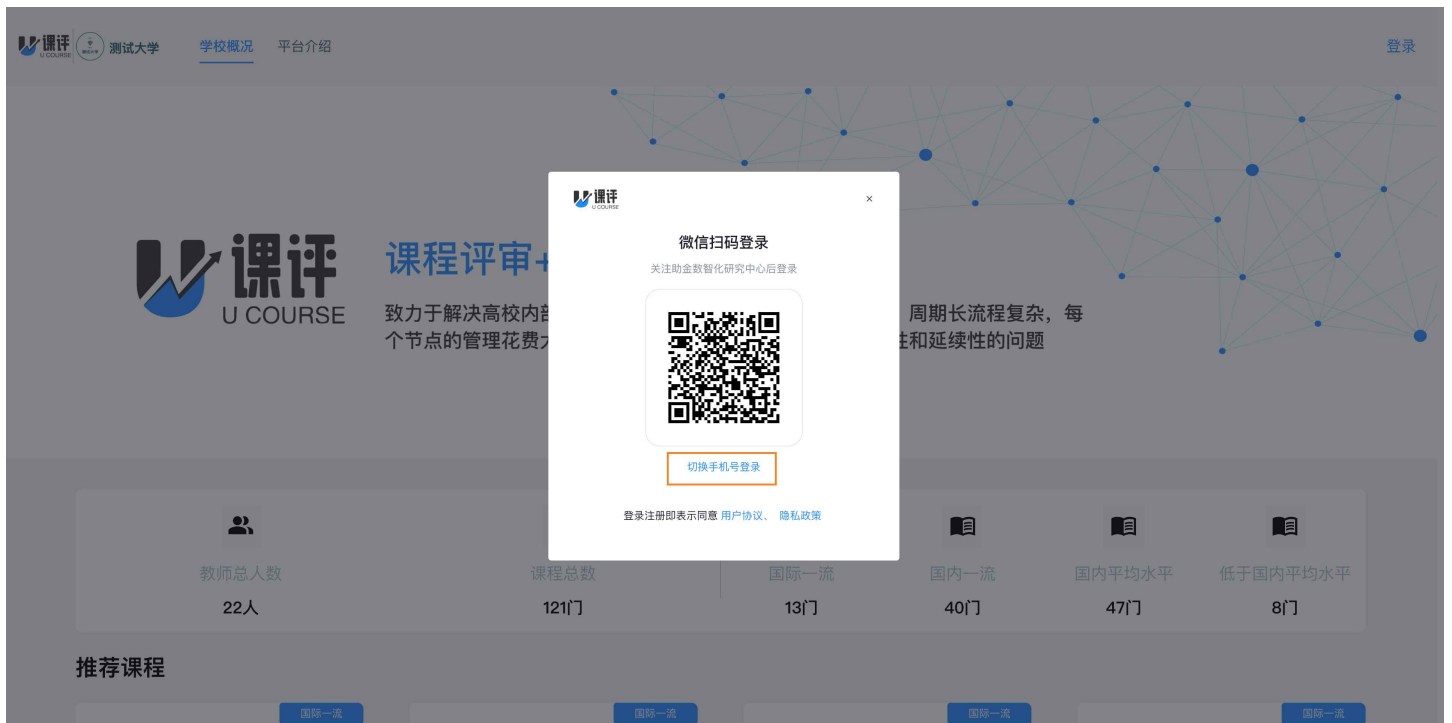 课评
U COURSE
测试大学
学校概况
平台介绍
登录
课评
U COURSE
×
微信扫码登录
关注助金数智化研究中心后登录
切换手机号登录
登录注册即表示同意 用户协议、 隐私政策
课评
U COURSE
课程评审+
致力于解决高校内部
周期长流程复杂，每
个节点的管理花费
性和延续性的问题
教师总人数
22人
课程总数
121门
国际一流
13门
国内一流
40门
国内平均水平
47门
低于国内平均水平
8门
推荐课程
国际一流
国际一流
国际一流
国际一流